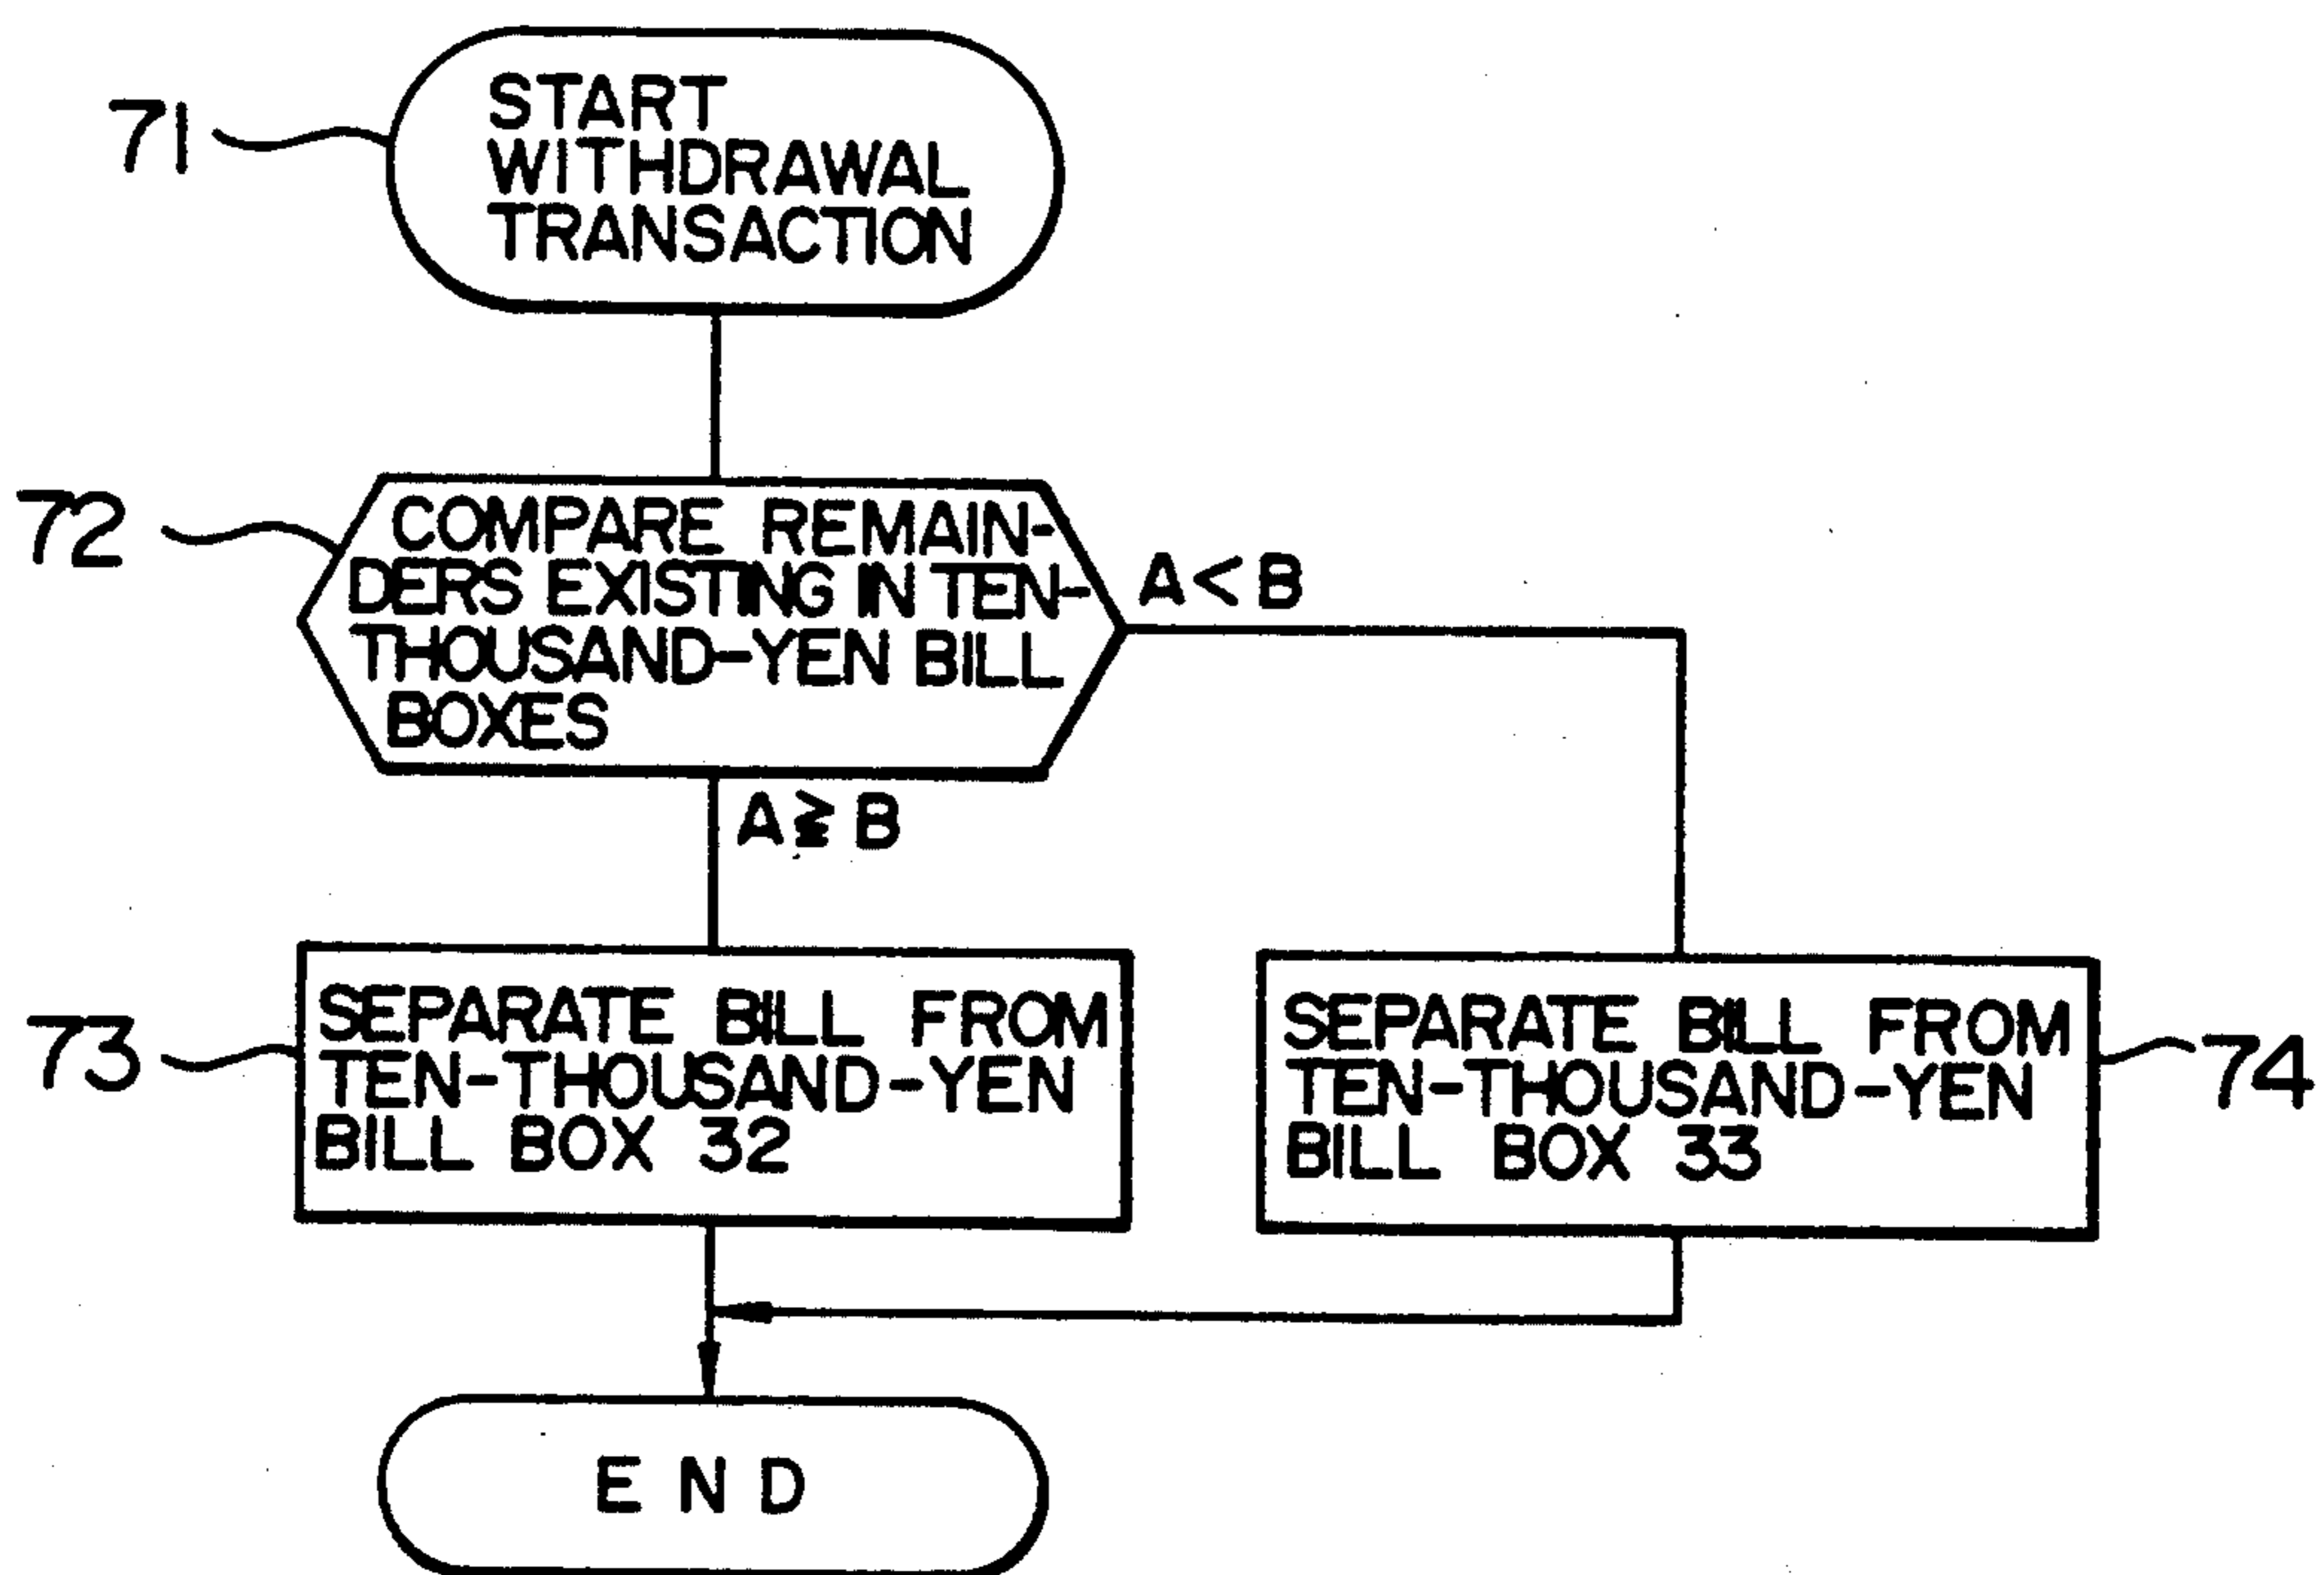 71
START
WITHDRAWAL
TRANSACTION
72
COMPARE REMAIN-
DERS EXISTING IN TEN-
THOUSAND-YEN BILL
BOXES
A < B
A ≧ B
73
SEPARATE BILL FROM
TEN-THOUSAND-YEN
BILL BOX 32
SEPARATE BILL FROM
TEN-THOUSAND-YEN
BILL BOX 33
74
END